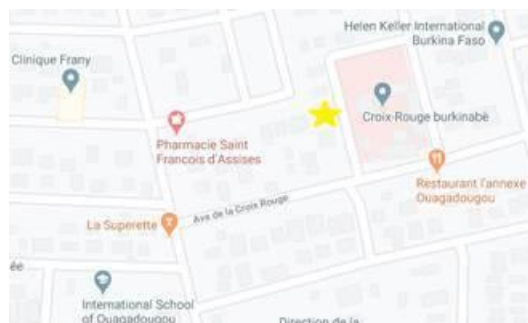 Helen Keller International
Burkina Faso
Clinique Frany
Croix-Rouge burkinabè
Pharmacie Saint
Francois d'Assises
Restaurant l'annexe
Ouagadougou
Ave de la Croix Rouge
La Superette
ée
International School
of Ouagadougou
Direction de la